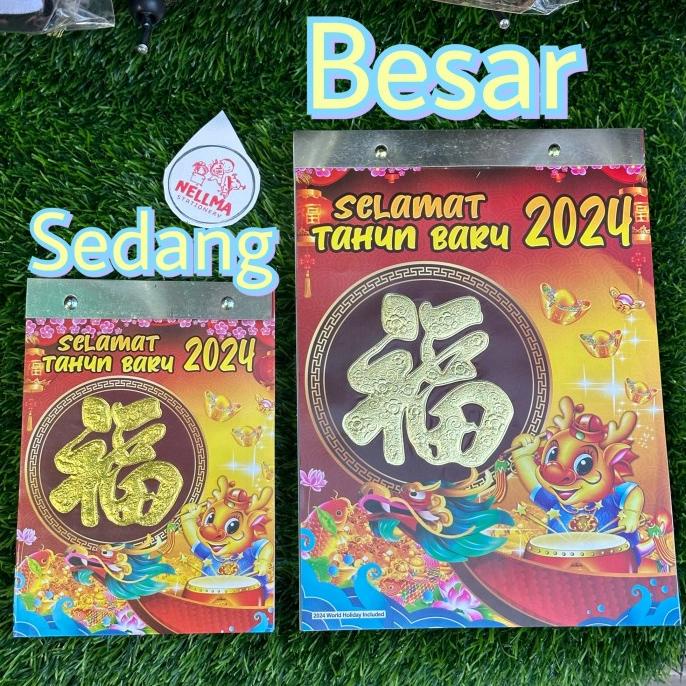 Besar
NELLMA
STATIONERY
Sedang
SELAMAT
TAHUN BARU 2024
福
2024 World Holiday Included
SELAMAT
TAHUN BARU 2024
福